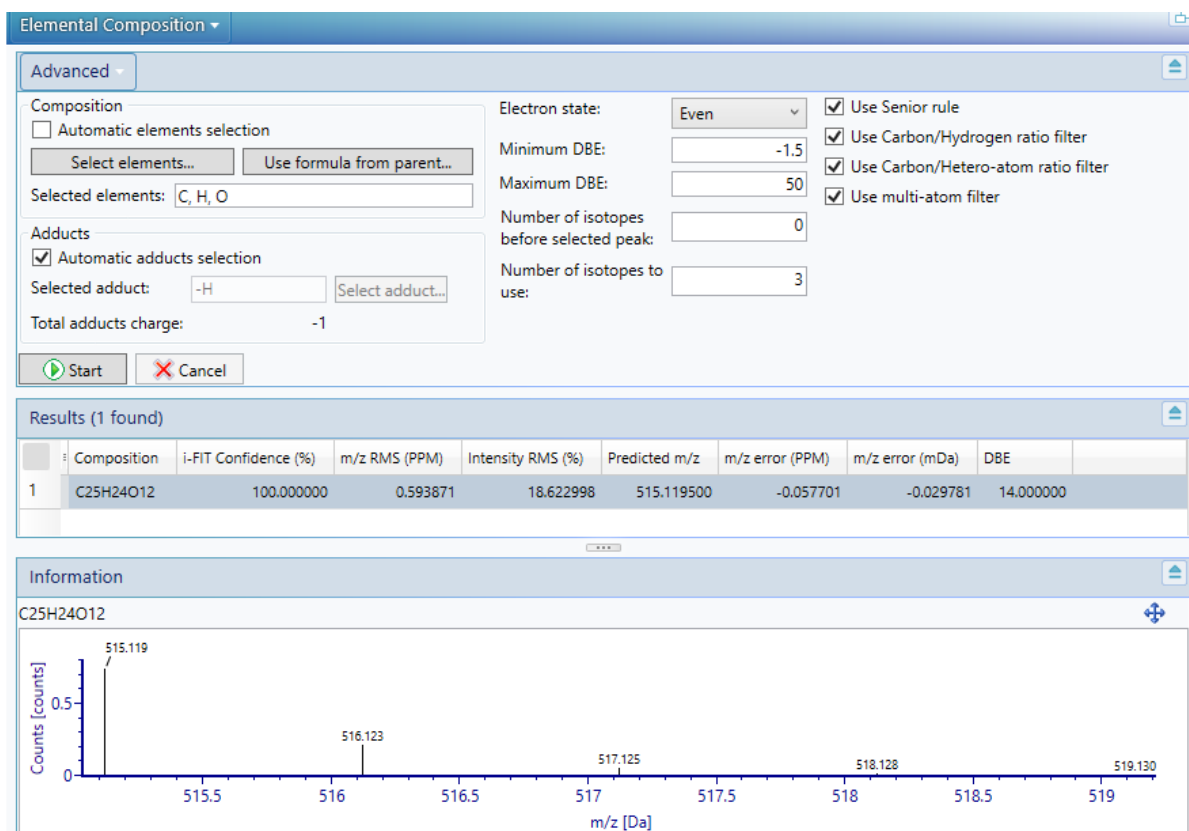 Elemental Composition
Advanced
Composition
Automatic elements selection
Select elements... Use formula from parent...
Selected elements: C, H, O
Adducts
Automatic adducts selection
Selected adduct: -H Select adduct...
Total adducts charge: -1
Electron state: Even
Minimum DBE: -1.5
Maximum DBE: 50
Number of isotopes
before selected peak: 0
Number of isotopes to
use: 3
Use Senior rule
Use Carbon/Hydrogen ratio filter
Use Carbon/Hetero-atom ratio filter
Use multi-atom filter
Start Cancel
Results (1 found)
Composition i-FIT Confidence (%) m/z RMS (PPM) Intensity RMS (%) Predicted m/z m/z error (PPM) m/z error (mDa) DBE
1 C25H24O12 100.000000 0.593871 18.622998 515.119500 -0.057701 -0.029781 14.000000
Information
C25H24O12
Counts [counts]
0.5
0
515.119
516.123
517.125
518.128
519.130
515.5 516 516.5 517 517.5 518 518.5 519
m/z [Da]